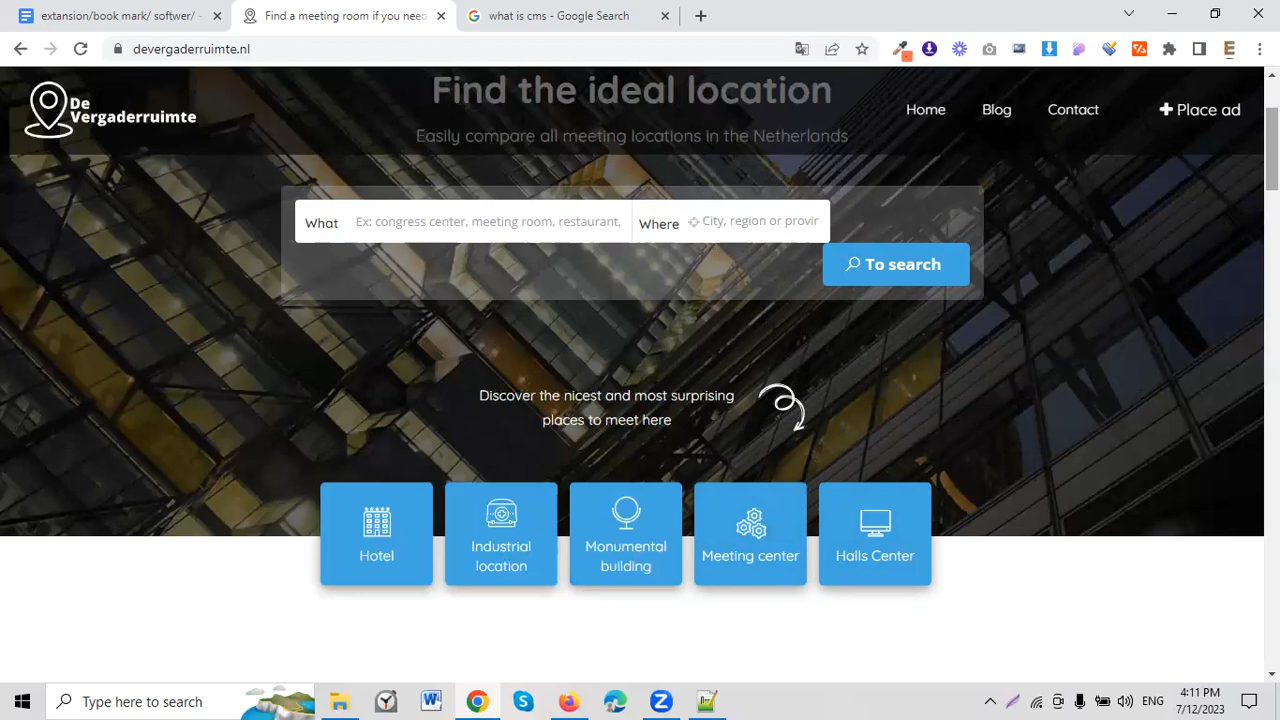 extansion/book mark/ softwer/ -
Find a meeting room if you need
what is cms - Google Search
devergaderruimte.nl
De
Vergaderruimte
Find the ideal location
Easily compare all meeting locations in the Netherlands
Home
Blog
Contact
Place ad
What
Ex: congress center, meeting room, restaurant,
Where
City, region or provir
To search
Discover the nicest and most surprising
places to meet here
Hotel
Industrial
location
Monumental
building
Meeting center
Halls Center
Type here to search
ENG
4:11 PM
7/12/2023